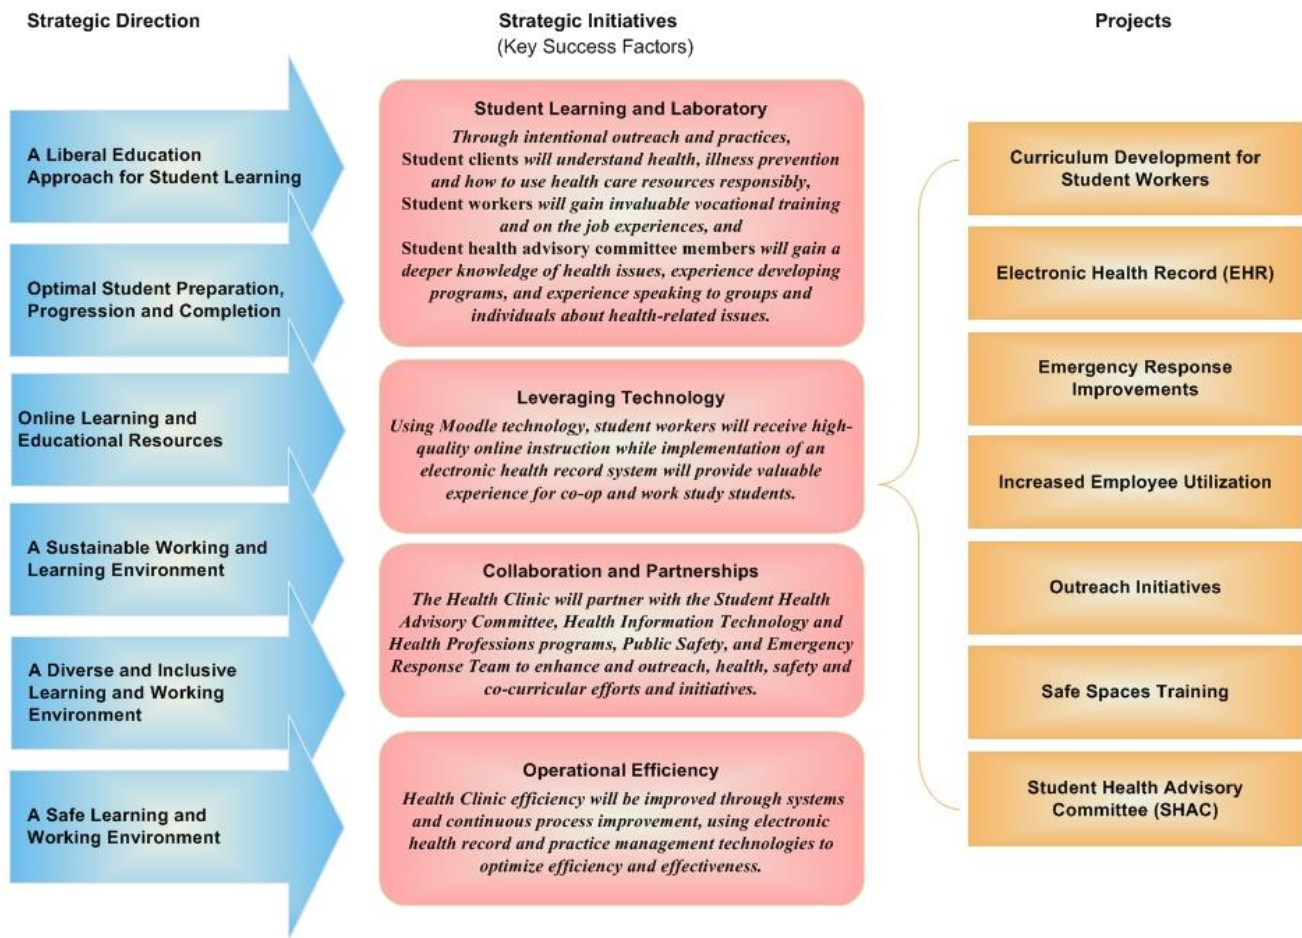 Strategic Direction
Strategic Initiatives
(Key Success Factors)
Projects
A Liberal Education
Approach for Student Learning
Optimal Student Preparation,
Progression and Completion
Online Learning and
Educational Resources
A Sustainable Working and
Learning Environment
A Diverse and Inclusive
Learning and Working
Environment
A Safe Learning and
Working Environment
Student Learning and Laboratory
Through intentional outreach and practices,
Student clients will understand health, illness prevention
and how to use health care resources responsibly,
Student workers will gain invaluable vocational training
and on the job experiences, and
Student health advisory committee members will gain a
deeper knowledge of health issues, experience developing
programs, and experience speaking to groups and
individuals about health-related issues.
Leveraging Technology
Using Moodle technology, student workers will receive high-
quality online instruction while implementation of an
electronic health record system will provide valuable
experience for co-op and work study students.
Collaboration and Partnerships
The Health Clinic will partner with the Student Health
Advisory Committee, Health Information Technology and
Health Professions programs, Public Safety, and Emergency
Response Team to enhance and outreach, health, safety and
co-curricular efforts and initiatives.
Operational Efficiency
Health Clinic efficiency will be improved through systems
and continuous process improvement, using electronic
health record and practice management technologies to
optimize efficiency and effectiveness.
Curriculum Development for
Student Workers
Electronic Health Record (EHR)
Emergency Response
Improvements
Increased Employee Utilization
Outreach Initiatives
Safe Spaces Training
Student Health Advisory
Committee (SHAC)